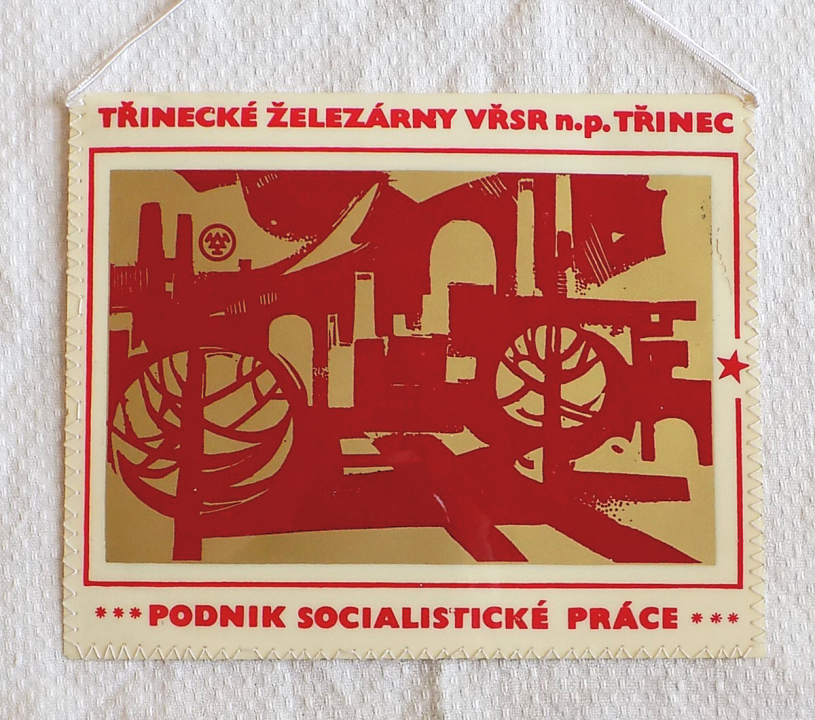 TŘINECKÉ ŽELEZÁRNY VŘSR n.p. TŘINEC
***PODNIK SOCIALISTICKÉ PRÁCE ***